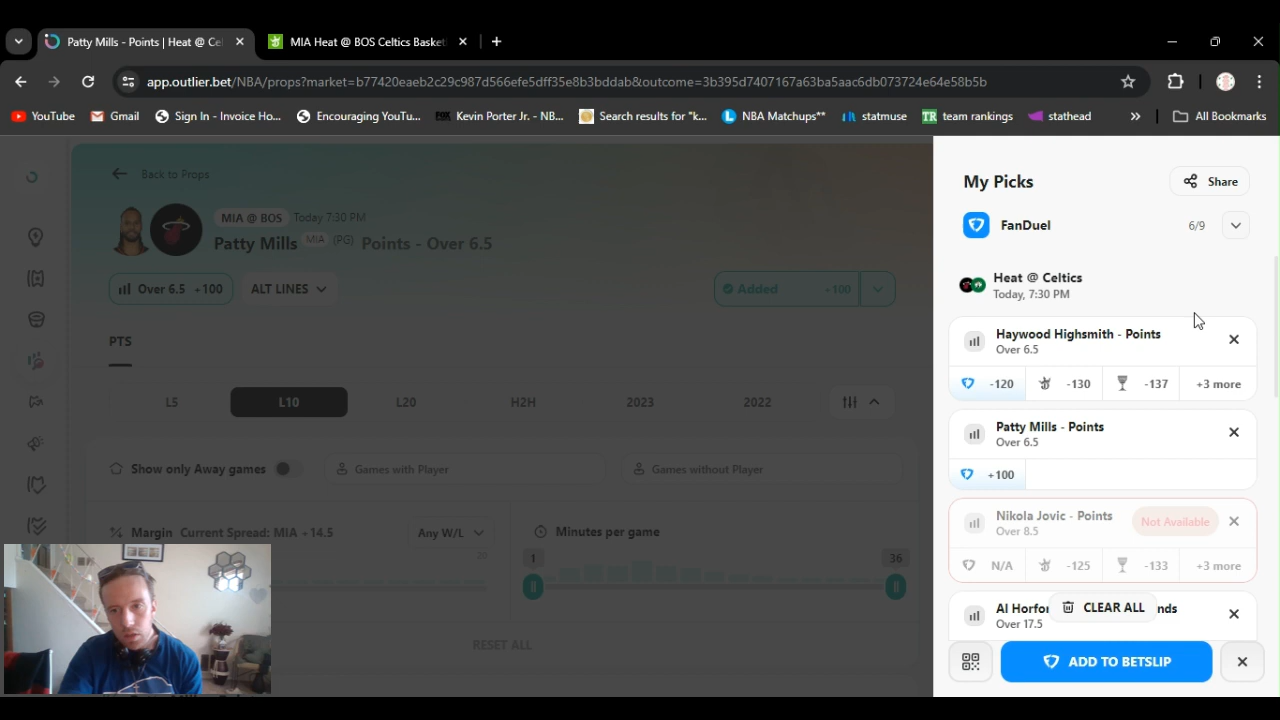 Patty Mills - Points | Heat @ Ce
MIA Heat @ BOS Celtics Basket
app.outlier.bet/NBA/props?market=b77420eaeb2c29c987d566efe5dff35e8b3bddab&outcome=3b395d7407167a63ba5aac6db073724e64e58b5b
YouTube
Gmail
Sign In - Invoice Ho...
Encouraging YouTu...
Kevin Porter Jr. - NB...
Search results for "k...
NBA Matchups**
statmuse
TR team rankings
stathead
»
All Bookmarks
Back to Props
MIA @ BOS Today 7:30 PM
Patty Mills MIA (PG) Points - Over 6.5
Over 6.5 +100
ALT LINES
Added +100
PTS
L5
L10
L20
H2H
2023
2022
Show only Away games
Games with Player
Games without Player
Margin Current Spread: MIA +14.5
Any W/L
20
Minutes per game
1
36
RESET ALL
My Picks
Share
FanDuel
6/9
Heat @ Celtics
Today, 7:30 PM
Haywood Highsmith - Points
Over 6.5
-120
-130
-137
+3 more
Patty Mills - Points
Over 6.5
+100
Nikola Jovic - Points
Over 8.5
Not Available
N/A
-125
-133
+3 more
Al Horfor
nds
Over 17.5
CLEAR ALL
ADD TO BETSLIP